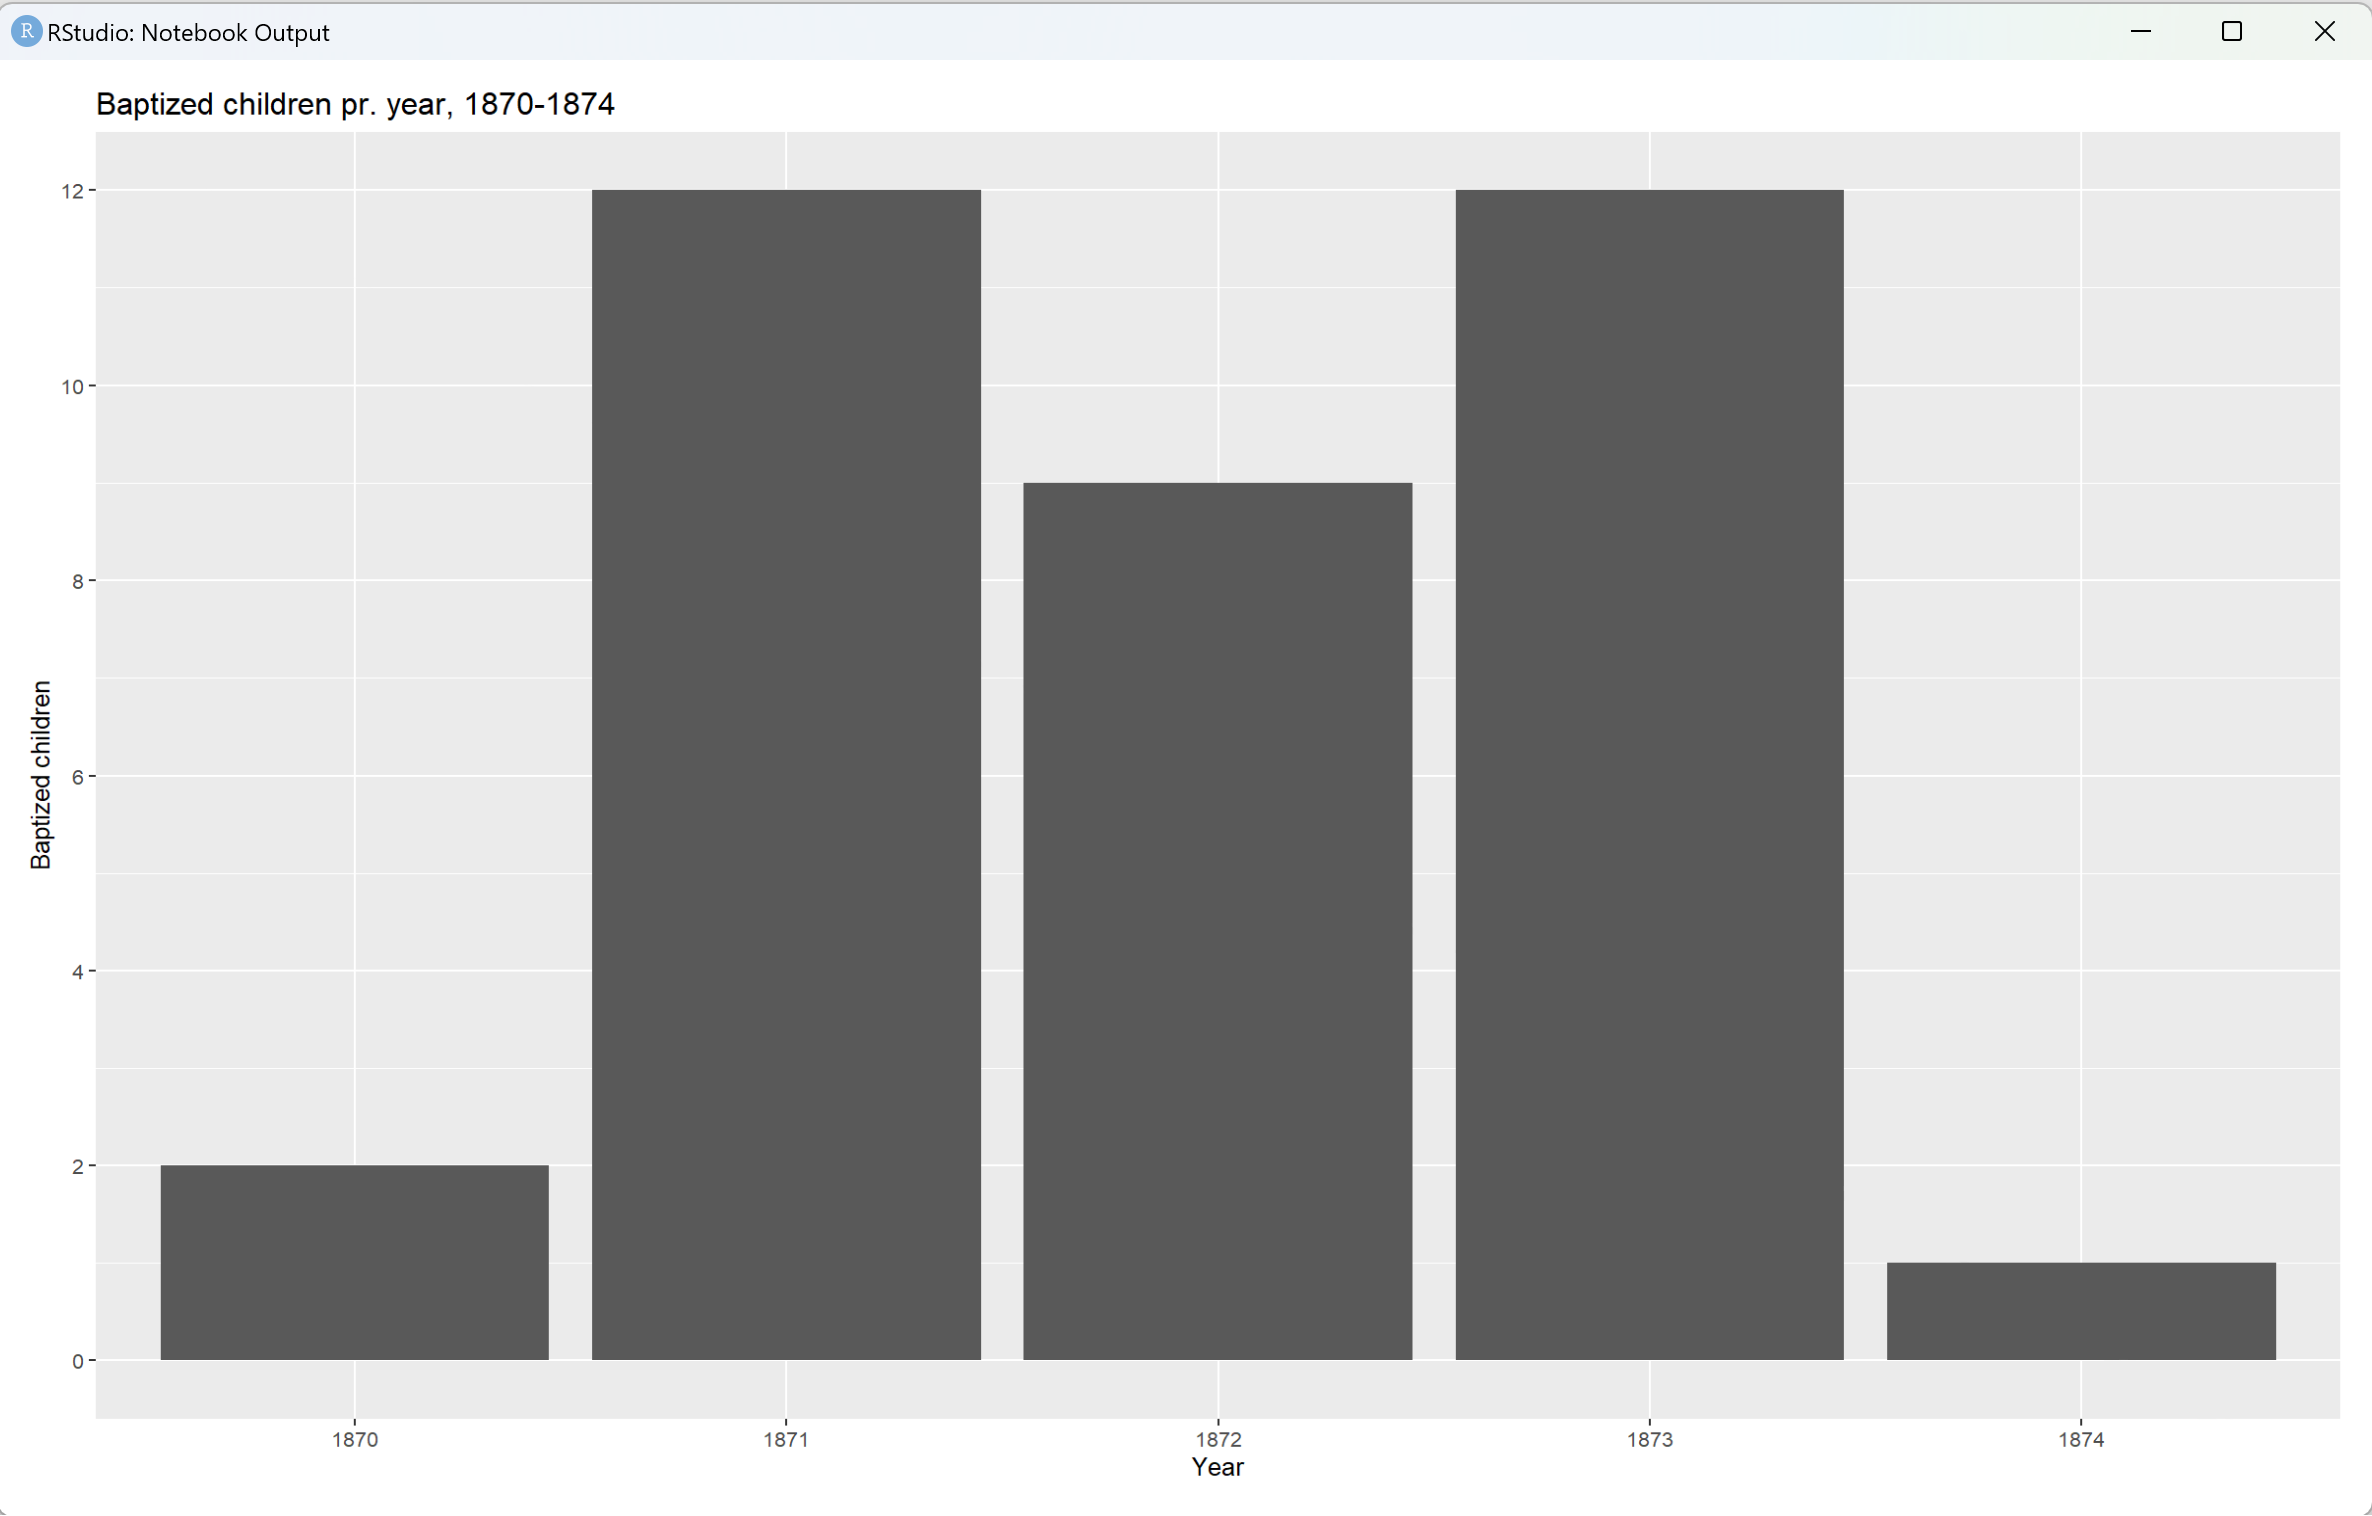 R RStudio: Notebook Output
Baptized children pr. year, 1870-1874
12
10
8
6
4
2
0
Baptized children
1870 1871 1872 1873 1874
Year